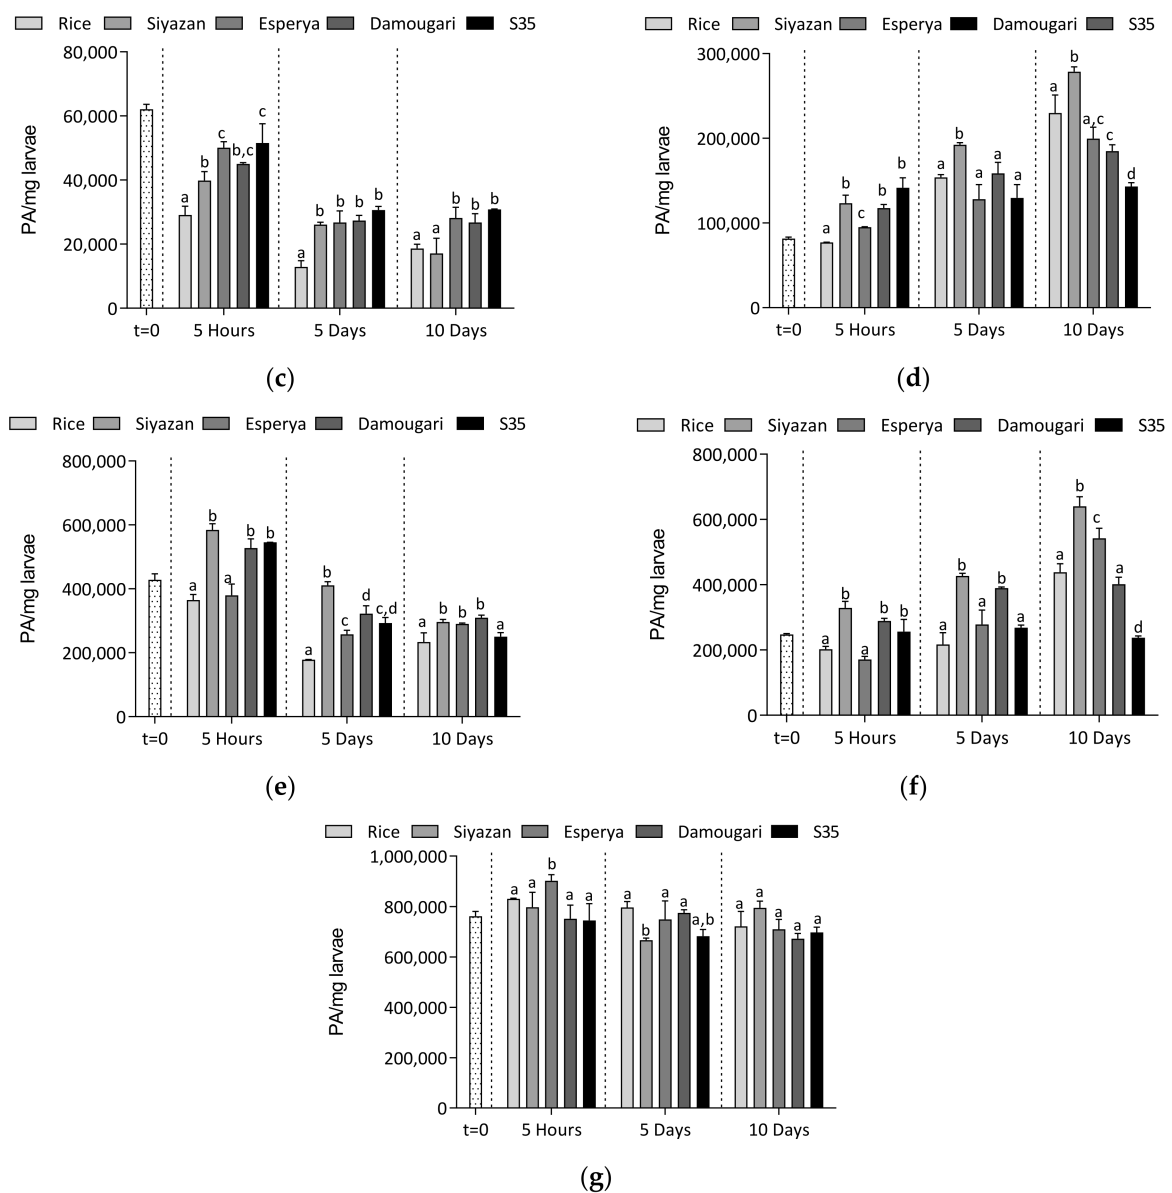 Rice Siyazan Esperya Damougari S35
PA/mg larvae
80,000
60,000
40,000
20,000
0
a b c b,c c
a b b b b
a a b b b
t=0 5 Hours 5 Days 10 Days
(c)
Rice Siyazan Esperya Damougari S35
PA/mg larvae
300,000
200,000
100,000
0
a b c b b
a b a a a
a b a,c c d
t=0 5 Hours 5 Days 10 Days
(d)
Rice Siyazan Esperya Damougari S35
PA/mg larvae
800,000
600,000
400,000
200,000
0
a b a b b
a b c d c,d
a b b b a
t=0 5 Hours 5 Days 10 Days
(e)
Rice Siyazan Esperya Damougari S35
PA/mg larvae
800,000
600,000
400,000
200,000
0
a b a b b
a b a b a
a b c a d
t=0 5 Hours 5 Days 10 Days
(f)
Rice Siyazan Esperya Damougari S35
PA/mg larvae
1,000,000
800,000
600,000
400,000
200,000
0
a a b a a
a b a a a,b
a a a a a
t=0 5 Hours 5 Days 10 Days
(g)